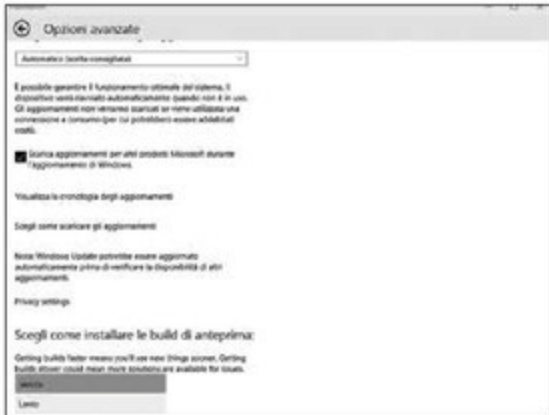 Opzioni avanzate
Automatico (scelta consigliata)
È possibile garantire il funzionamento ottimale del sistema. Il
dispositivo verrà riavviato automaticamente quando non è in uso.
Gli aggiornamenti non verranno scaricati se viene utilizzata una
connessione a consumo (per cui potrebbero essere addebitati
costi).
Scarica aggiornamenti per altri prodotti Microsoft durante
l'aggiornamento di Windows.
Visualizza la cronologia degli aggiornamenti
Scegli come scaricare gli aggiornamenti
Nota: Windows Update potrebbe essere aggiornato
automaticamente prima di verificare la disponibilità di altri
aggiornamenti.
Privacy settings
Scegli come installare le build di anteprima:
Getting builds faster means you'll see new things sooner. Getting
builds slower could mean more solutions are available for issues.
Veloce
Lento